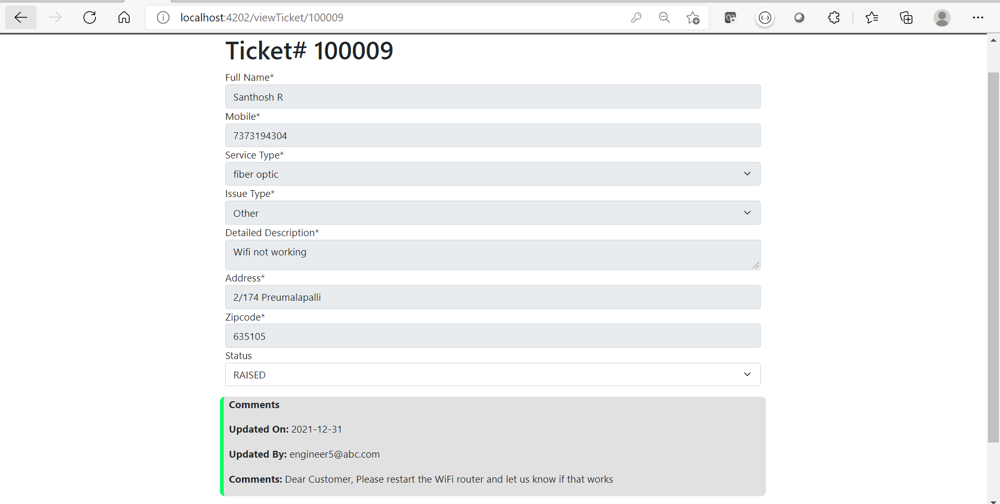 localhost:4202/viewTicket/100009
Ticket# 100009
Full Name*
Santhosh R
Mobile*
7373194304
Service Type*
fiber optic
Issue Type*
Other
Detailed Description*
Wifi not working
Address*
2/174 Preumalapalli
Zipcode*
635105
Status
RAISED
Comments
Updated On: 2021-12-31
Updated By: engineer5@abc.com
Comments: Dear Customer, Please restart the WiFi router and let us know if that works